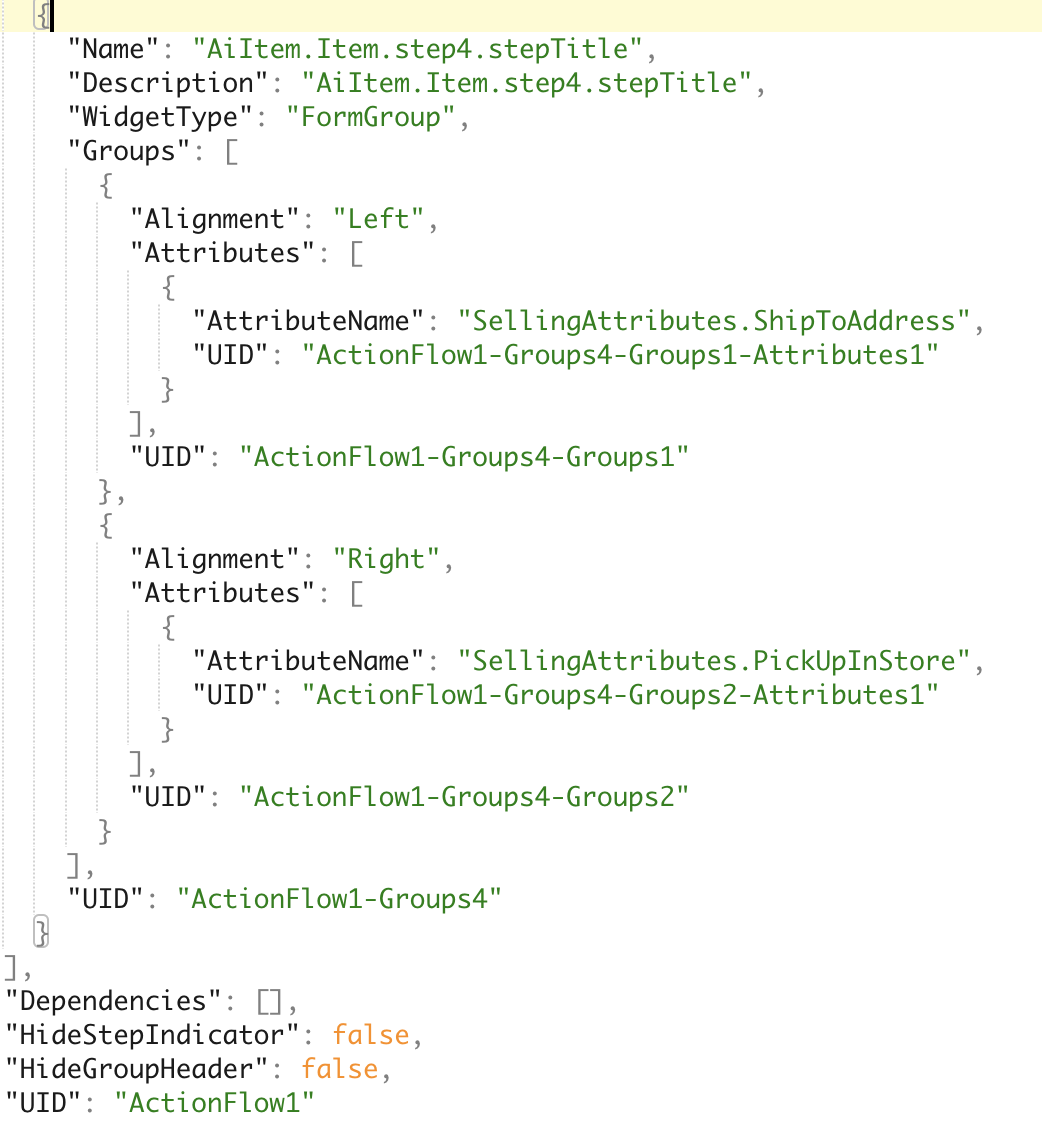 {
"Name": "AiItem.Item.step4.stepTitle",
"Description": "AiItem.Item.step4.stepTitle",
"WidgetType": "FormGroup",
"Groups": [
{
"Alignment": "Left",
"Attributes": [
{
"AttributeName": "SellingAttributes.ShipToAddress",
"UID": "ActionFlow1-Groups4-Groups1-Attributes1"
}
],
"UID": "ActionFlow1-Groups4-Groups1"
},
{
"Alignment": "Right",
"Attributes": [
{
"AttributeName": "SellingAttributes.PickUpInStore",
"UID": "ActionFlow1-Groups4-Groups2-Attributes1"
}
],
"UID": "ActionFlow1-Groups4-Groups2"
}
],
"UID": "ActionFlow1-Groups4"
}
],
"Dependencies": [],
"HideStepIndicator": false,
"HideGroupHeader": false,
"UID": "ActionFlow1"